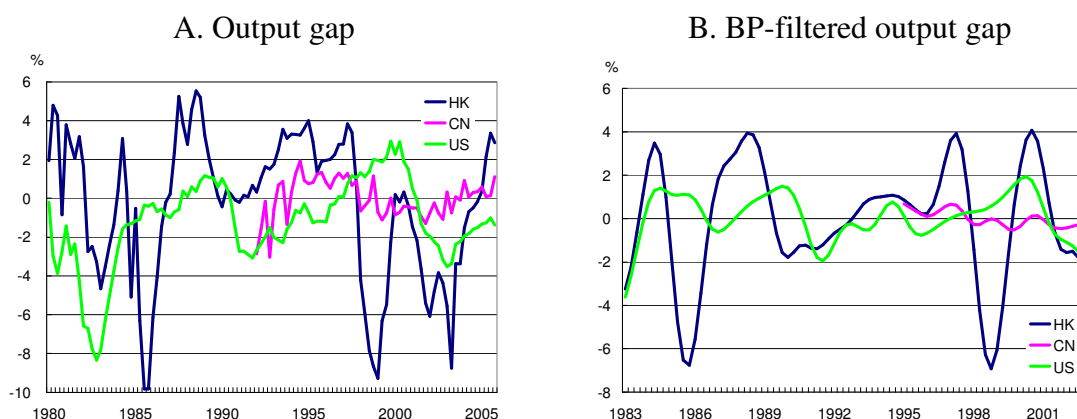 A. Output gap
%
6
4
2
0
-2
-4
-6
-8
-10
HK
CN
US
1980 1985 1990 1995 2000 2005
B. BP-filtered output gap
%
6
4
2
0
-2
-4
-6
-8
HK
CN
US
1983 1986 1989 1992 1995 1998 2001